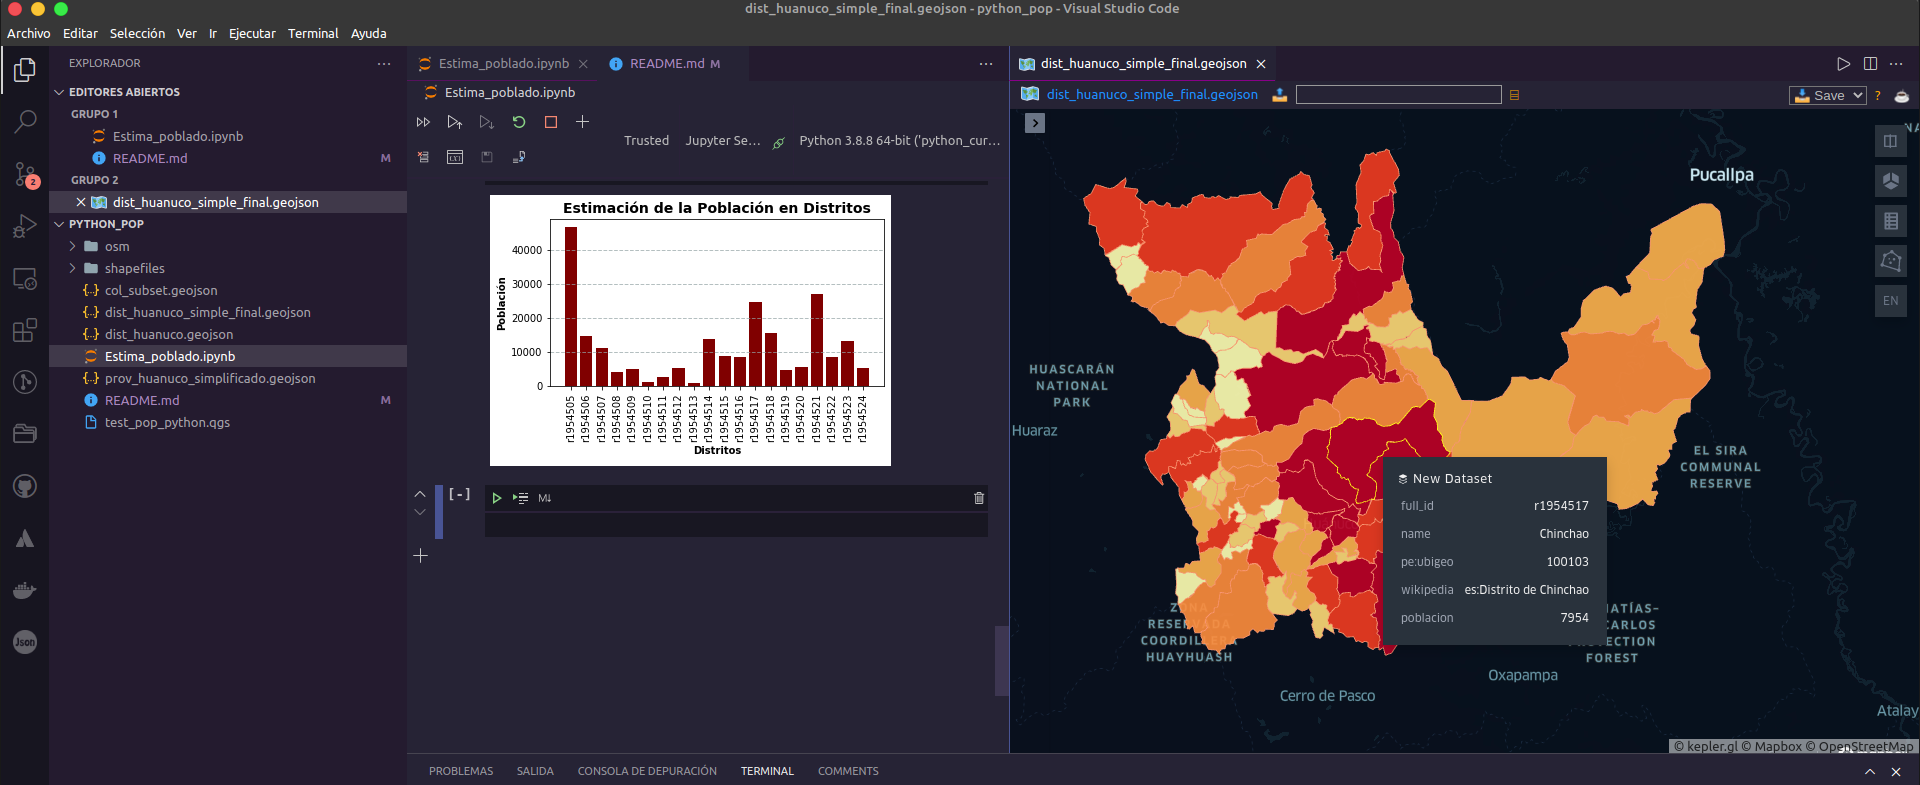 dist_huanuco_simple_final.geojson - python_pop - Visual Studio Code
Archivo Editar Selección Ver Ir Ejecutar Terminal Ayuda
EXPLORADOR
EDITORES ABIERTOS
GRUPO 1
Estima_poblado.ipynb
README.md M
GRUPO 2
dist_huanuco_simple_final.geojson
PYTHON_POP
osm
shapefiles
col_subset.geojson
dist_huanuco_simple_final.geojson
dist_huanuco.geojson
Estima_poblado.ipynb
prov_huanuco_simplificado.geojson
README.md M
test_pop_python.qgs
2
Json
Estima_poblado.ipynb README.md M
Estima_poblado.ipynb
Trusted Jupyter Se... Python 3.8.8 64-bit ('python_cur...
Estimación de la Población en Distritos
Población
40000
30000
20000
10000
0
r1954505
r1954506
r1954507
r1954508
r1954509
r1954510
r1954511
r1954512
r1954513
r1954514
r1954515
r1954516
r1954517
r1954518
r1954519
r1954520
r1954521
r1954522
r1954523
r1954524
Distritos
[-] M↓
dist_huanuco_simple_final.geojson
dist_huanuco_simple_final.geojson Save ?
EN
Pucallpa
HUASCARÁN
NATIONAL
PARK
Huaraz
EL SIRA
COMMUNAL
RESERVE
New Dataset
full_id r1954517
name Chinchao
pe:ubigeo 100103
wikipedia es:Distrito de Chinchao
poblacion 7954
ZONA
RESERVADA
COORDILLERA
HUAYHUASH
MATÍAS–
CARLOS
PROTECTION
FOREST
Oxapampa
Cerro de Pasco
Atalay
© kepler.gl © Mapbox © OpenStreetMap
PROBLEMAS SALIDA CONSOLA DE DEPURACIÓN TERMINAL COMMENTS